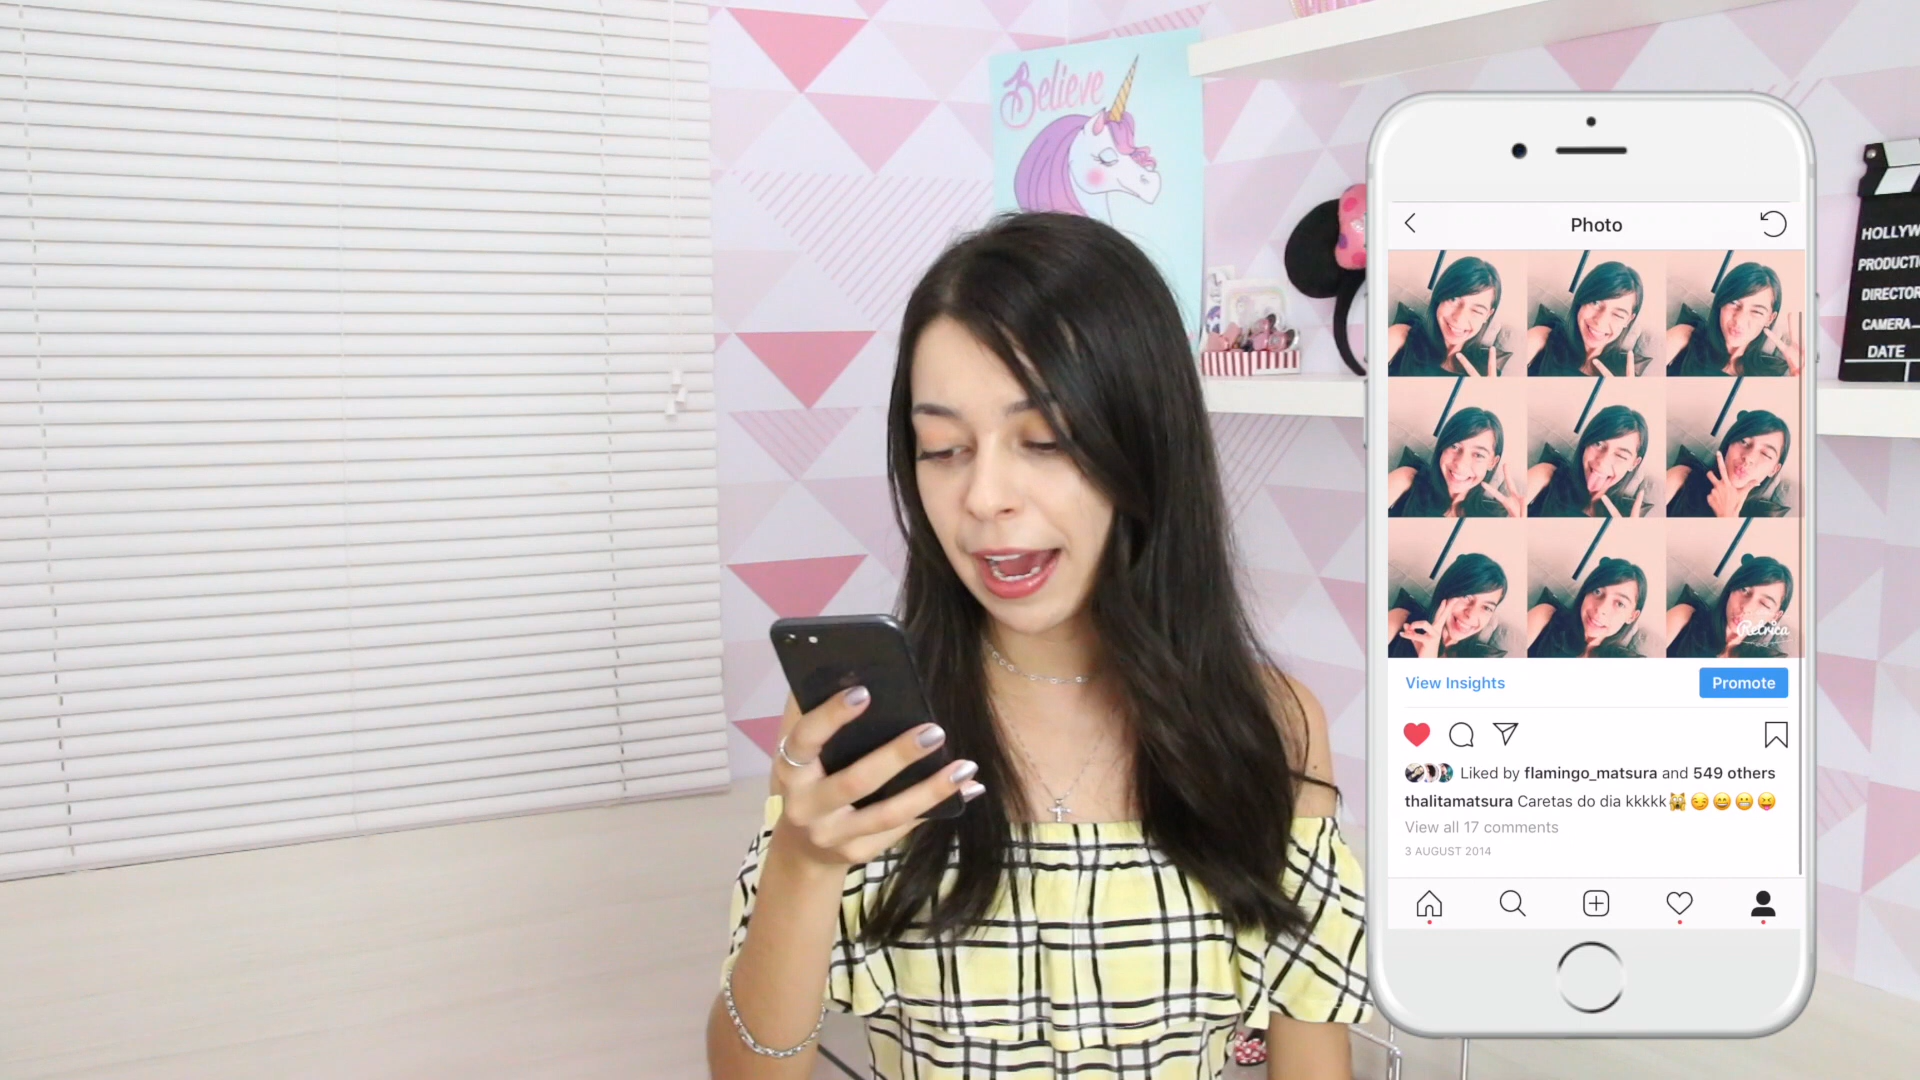 Believe
HOLLYW
PRODUCTI
DIRECTOR
CAMERA
DATE
Photo
Retrica
View Insights
Promote
Liked by flamingo_matsura and 549 others
thalitamatsura Caretas do dia kkkkk🙀😏😄😬😝
View all 17 comments
3 AUGUST 2014